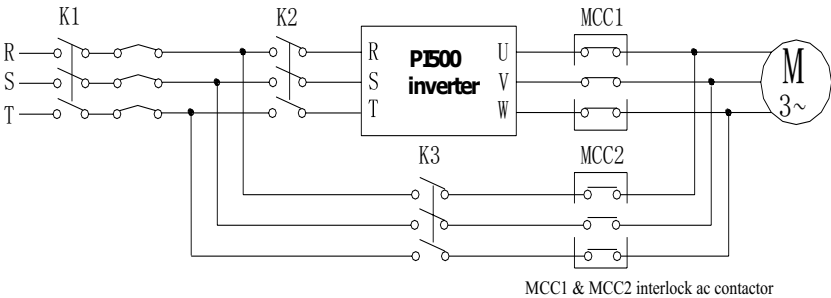 K1
K2
MCC1
R
S
T
R
S
T
PI500
inverter
U
V
W
M
3~
K3
MCC2
MCC1 & MCC2 interlock ac contactor